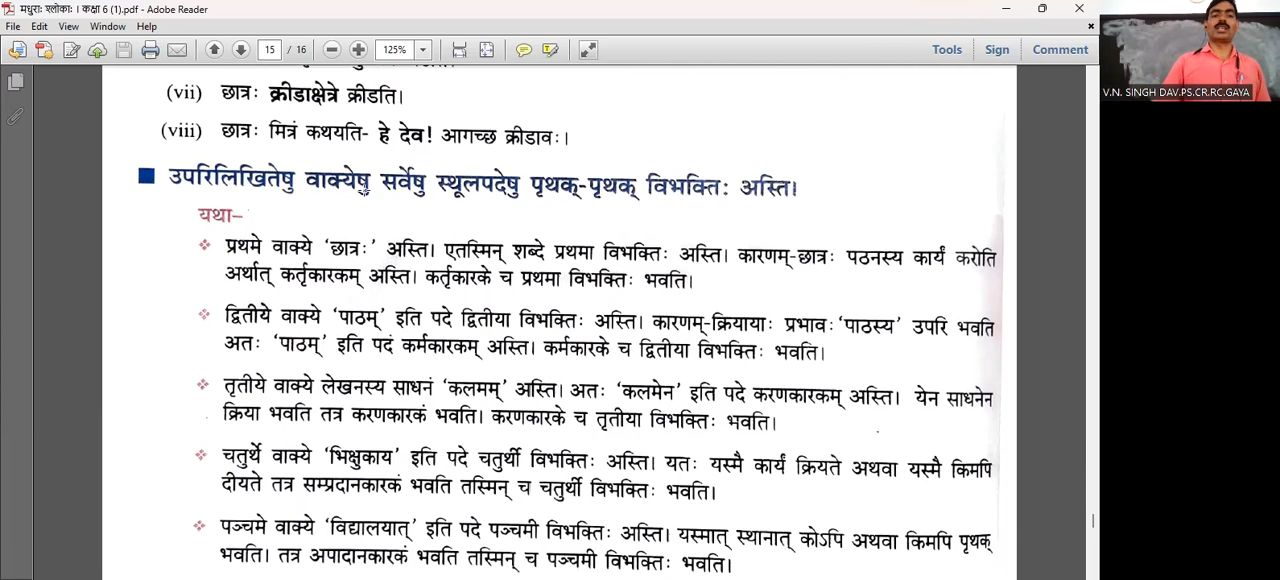 मधुराः श्लोकाः । कक्षा 6 (1).pdf - Adobe Reader
File Edit View Window Help
15 / 16 125% Tools Sign Comment
V.N. SINGH DAV.PS.CR.RC.GAYA
(vii) छात्रः क्रीडाक्षेत्रे क्रीडति।
(viii) छात्रः मित्रं कथयति- हे देव! आगच्छ क्रीडावः।
उपरिलिखितेषु वाक्येषु सर्वेषु स्थूलपदेषु पृथक्-पृथक् विभक्तिः अस्ति।
यथा–
प्रथमे वाक्ये ‘छात्रः’ अस्ति। एतस्मिन् शब्दे प्रथमा विभक्तिः अस्ति। कारणम्-छात्रः पठनस्य कार्यं करोति
अर्थात् कर्तृकारकम् अस्ति। कर्तृकारके च प्रथमा विभक्तिः भवति।
द्वितीये वाक्ये ‘पाठम्’ इति पदे द्वितीया विभक्तिः अस्ति। कारणम्-क्रियायाः प्रभावः ‘पाठस्य’ उपरि भवति
अतः ‘पाठम्’ इति पदं कर्मकारकम् अस्ति। कर्मकारके च द्वितीया विभक्तिः भवति।
तृतीये वाक्ये लेखनस्य साधनं ‘कलमम्’ अस्ति। अतः ‘कलमेन’ इति पदे करणकारकम् अस्ति। येन साधनेन
क्रिया भवति तत्र करणकारकं भवति। करणकारके च तृतीया विभक्तिः भवति।
चतुर्थे वाक्ये ‘भिक्षुकाय’ इति पदे चतुर्थी विभक्तिः अस्ति। यतः यस्मै कार्यं क्रियते अथवा यस्मै किमपि
दीयते तत्र सम्प्रदानकारकं भवति तस्मिन् च चतुर्थी विभक्तिः भवति।
पञ्चमे वाक्ये ‘विद्यालयात्’ इति पदे पञ्चमी विभक्तिः अस्ति। यस्मात् स्थानात् कोऽपि अथवा किमपि पृथक्
भवति। तत्र अपादानकारकं भवति तस्मिन् च पञ्चमी विभक्तिः भवति।